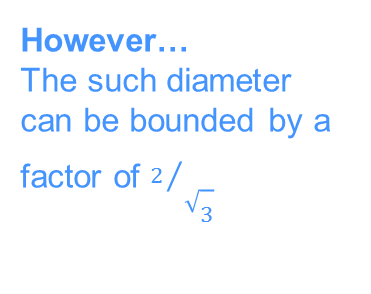 However…
The such diameter
can be bounded by a
factor of 2/√3